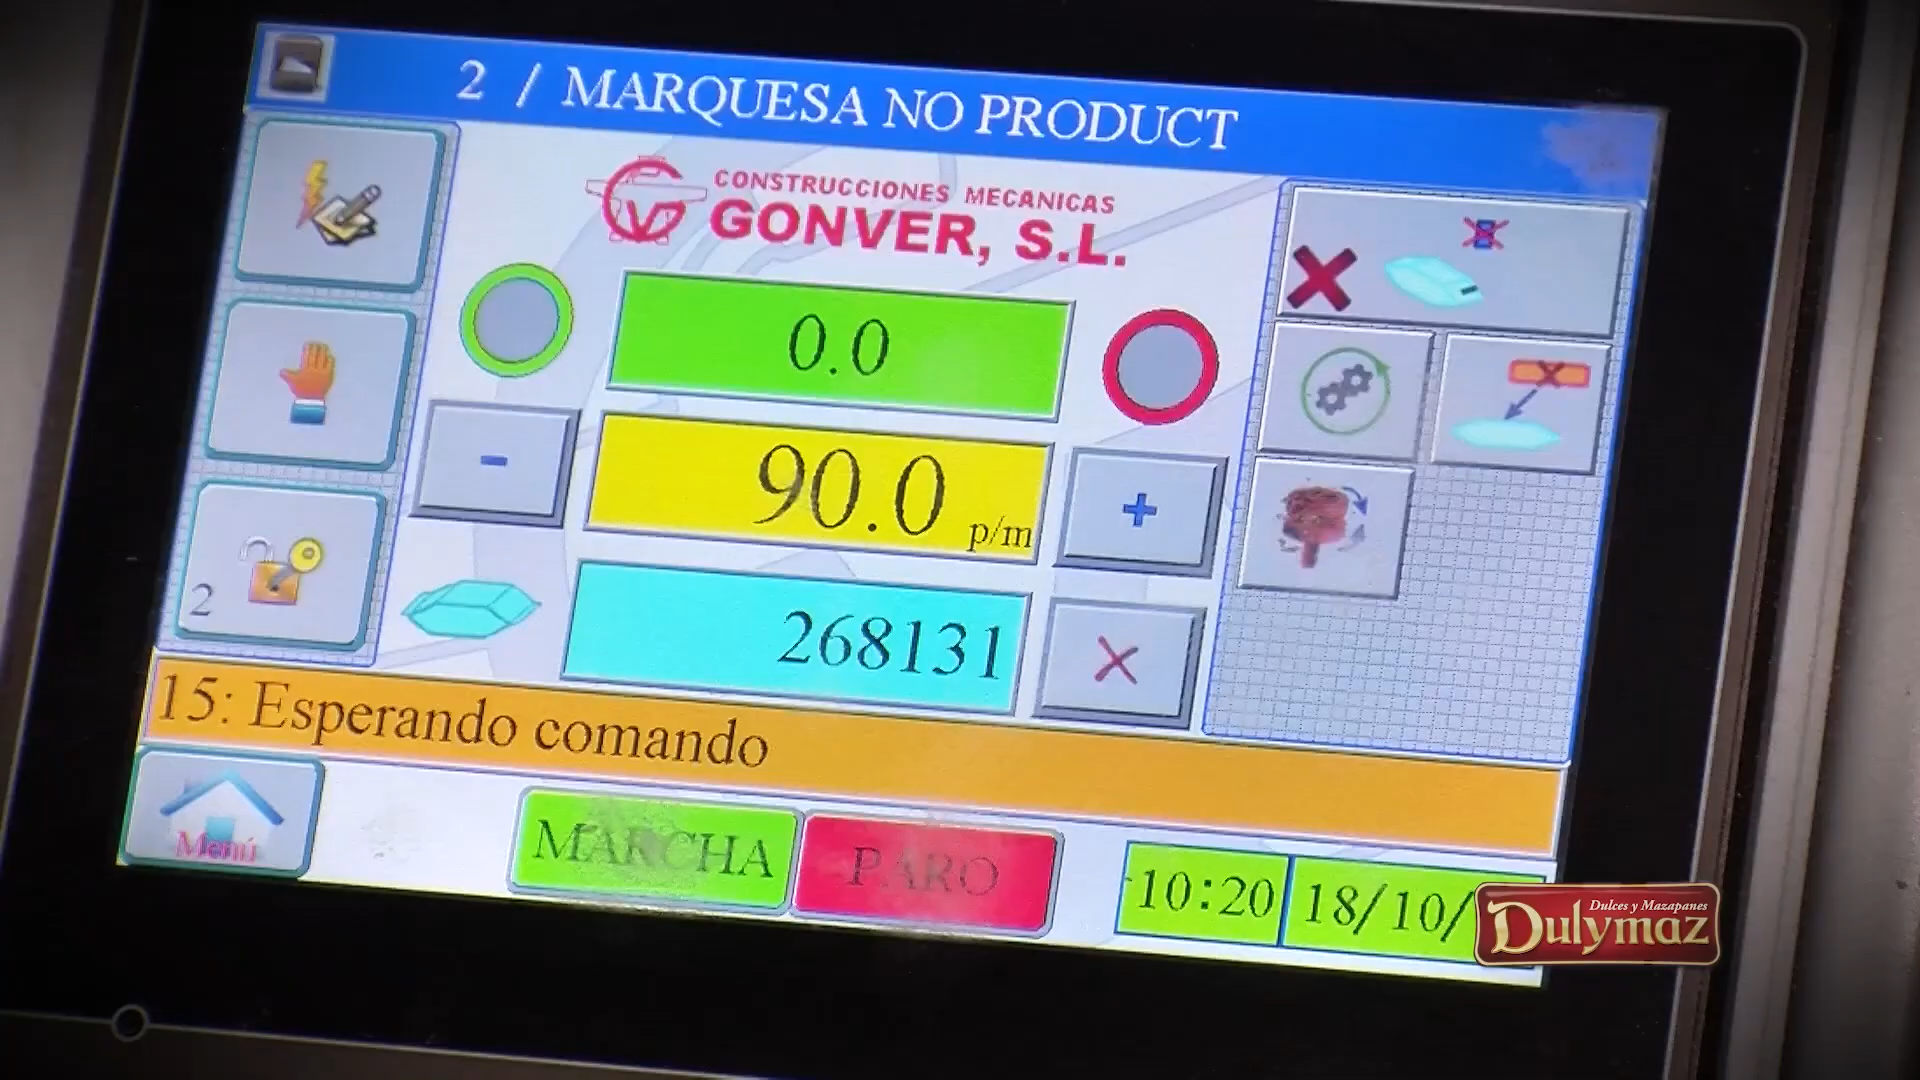 2 / MARQUESA NO PRODUCT
CONSTRUCCIONES MECANICAS
GONVER, S.L.
0.0
-
90.0 p/m
+
2
268131
15: Esperando comando
Menú
MARCHA
PARO
10:20
18/10/
Dulces y Mazapanes
Dulymaz